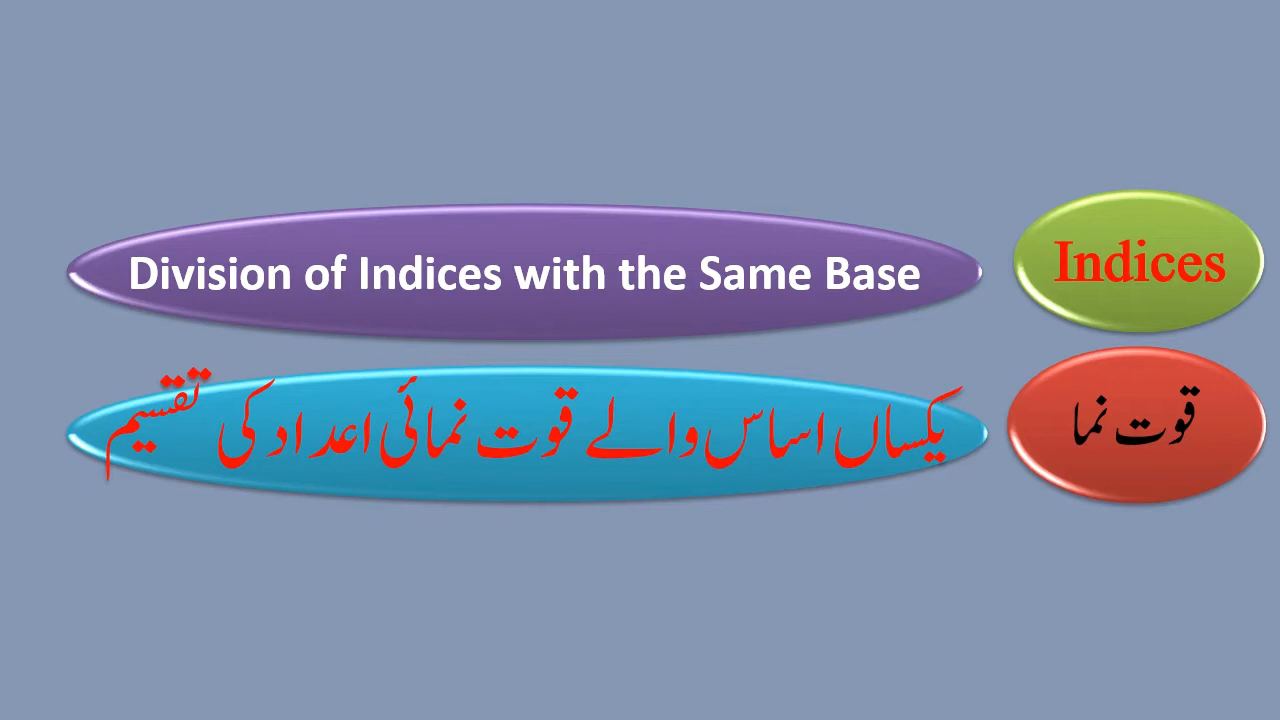 Division of Indices with the Same Base
Indices
یکساں اساس والے قوت نمائی اعداد کی تقسیم
قوت نما